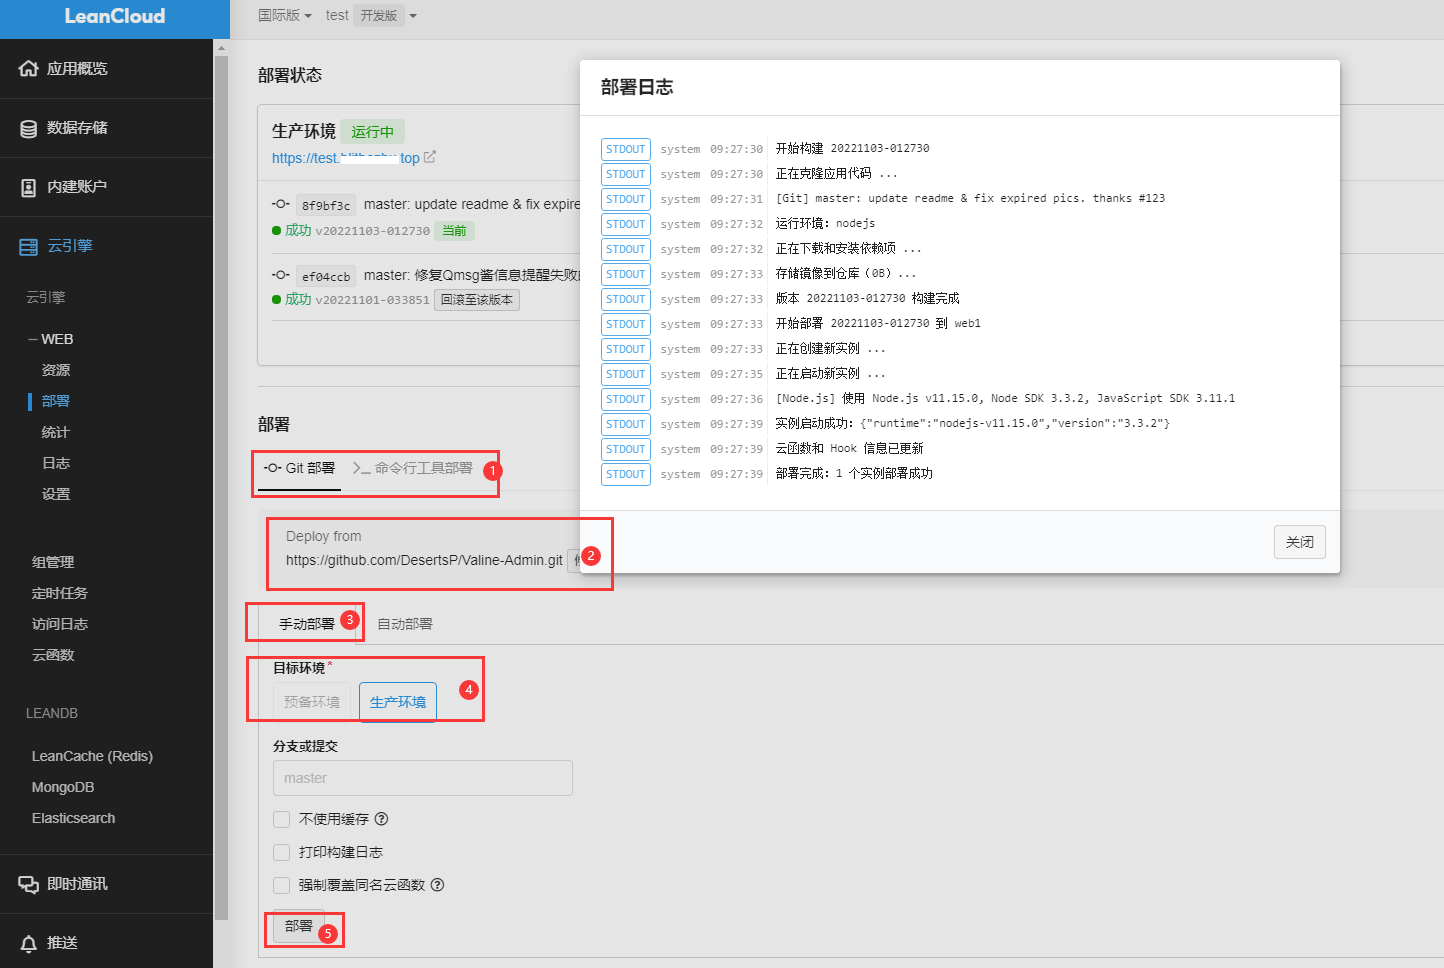 LeanCloud
国际版 test 开发版
应用概览
数据存储
内建账户
云引擎
云引擎
WEB
资源
部署
统计
日志
设置
组管理
定时任务
访问日志
云函数
LEANDB
LeanCache (Redis)
MongoDB
Elasticsearch
即时通讯
推送
部署状态
生产环境 运行中
https://test. .top
8f9bf3c master: update readme & fix expire
成功 v20221103-012730 当前
ef04ccb master: 修复Qmsg酱信息提醒失败
成功 v20221101-033851 回滚至该版本
部署
Git 部署 命令行工具部署 1
Deploy from
https://github.com/DesertsP/Valine-Admin.git 2
手动部署 3 自动部署
目标环境*
预备环境 生产环境 4
分支或提交
master
不使用缓存
打印构建日志
强制覆盖同名云函数
部署 5
部署日志
STDOUT system 09:27:30 开始构建 20221103-012730
STDOUT system 09:27:30 正在克隆应用代码 ...
STDOUT system 09:27:31 [Git] master: update readme & fix expired pics. thanks #123
STDOUT system 09:27:32 运行环境: nodejs
STDOUT system 09:27:32 正在下载和安装依赖项 ...
STDOUT system 09:27:33 存储镜像到仓库（0B）...
STDOUT system 09:27:33 版本 20221103-012730 构建完成
STDOUT system 09:27:33 开始部署 20221103-012730 到 web1
STDOUT system 09:27:33 正在创建新实例 ...
STDOUT system 09:27:35 正在启动新实例 ...
STDOUT system 09:27:36 [Node.js] 使用 Node.js v11.15.0, Node SDK 3.3.2, JavaScript SDK 3.11.1
STDOUT system 09:27:39 实例启动成功: {"runtime":"nodejs-v11.15.0","version":"3.3.2"}
STDOUT system 09:27:39 云函数和 Hook 信息已更新
STDOUT system 09:27:39 部署完成: 1 个实例部署成功
关闭